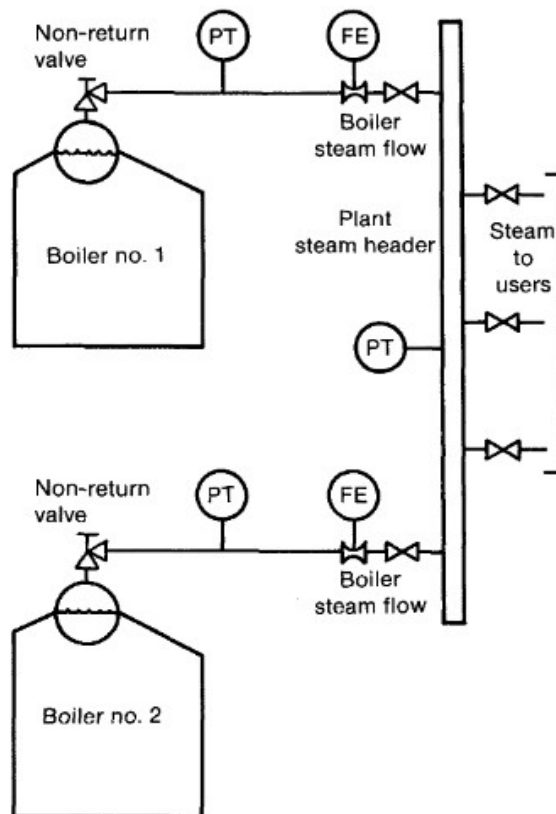 Non-return
valve
PT
FE
Boiler
steam flow
Boiler no. 1
Plant
steam header
Steam
to
users
PT
Non-return
valve
PT
FE
Boiler
steam flow
Boiler no. 2